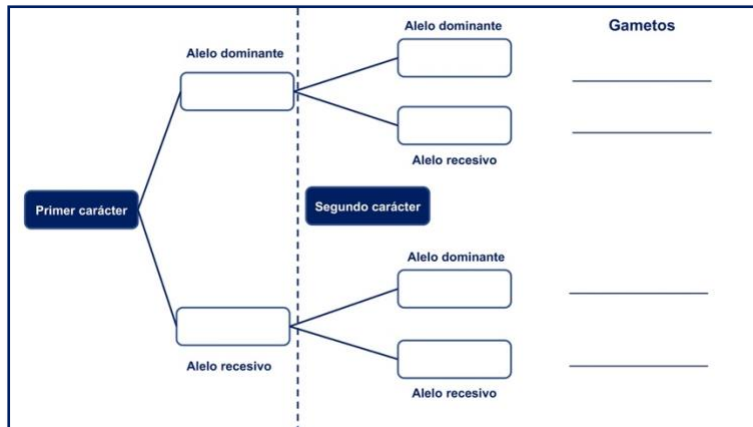 Gametos
Alelo dominante
Alelo dominante
Alelo recesivo
Primer carácter
Segundo carácter
Alelo dominante
Alelo recesivo
Alelo recesivo